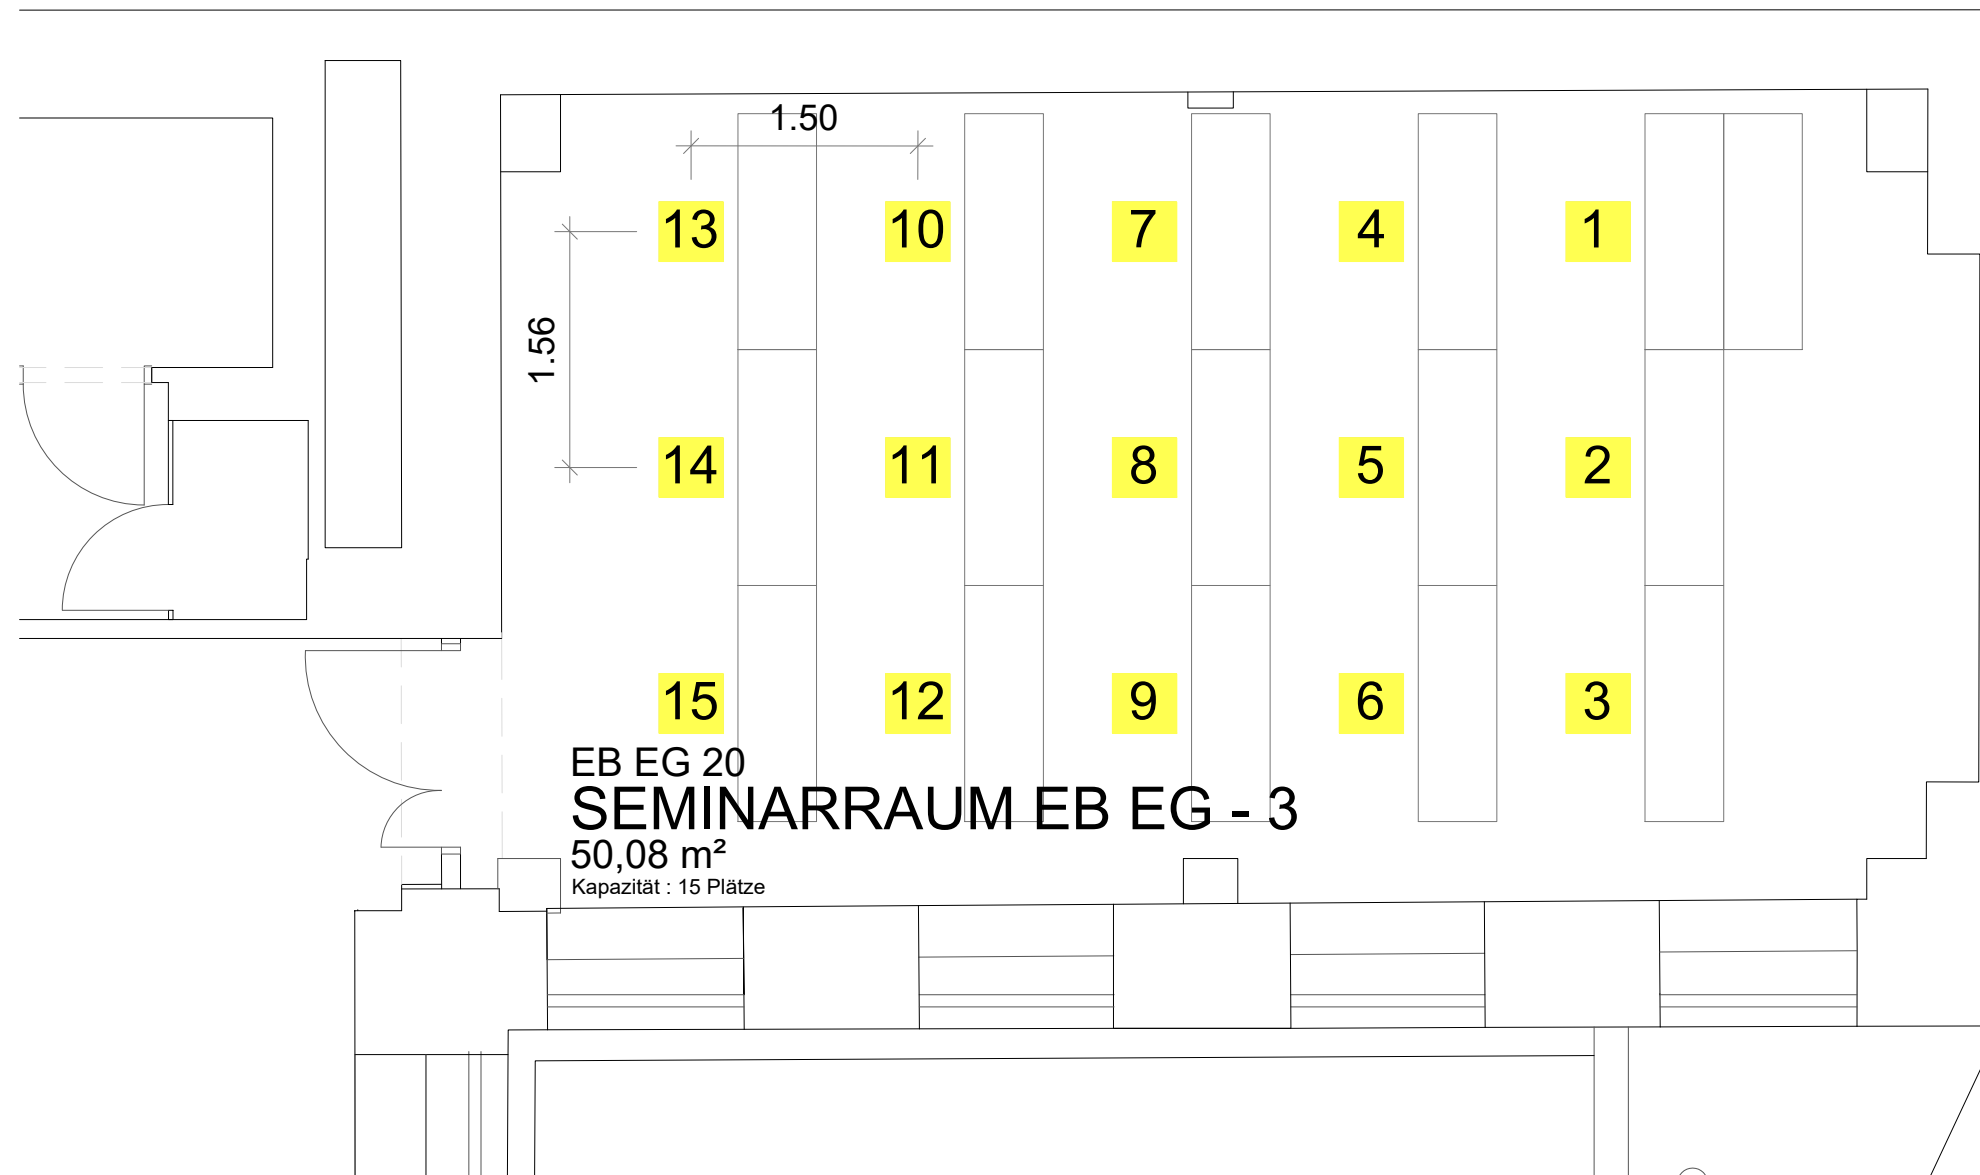 1.50
13 10 7 4 1
1.56
14 11 8 5 2
15 12 9 6 3
EB EG 20
SEMINARRAUM EB EG - 3
50,08 m²
Kapazität : 15 Plätze